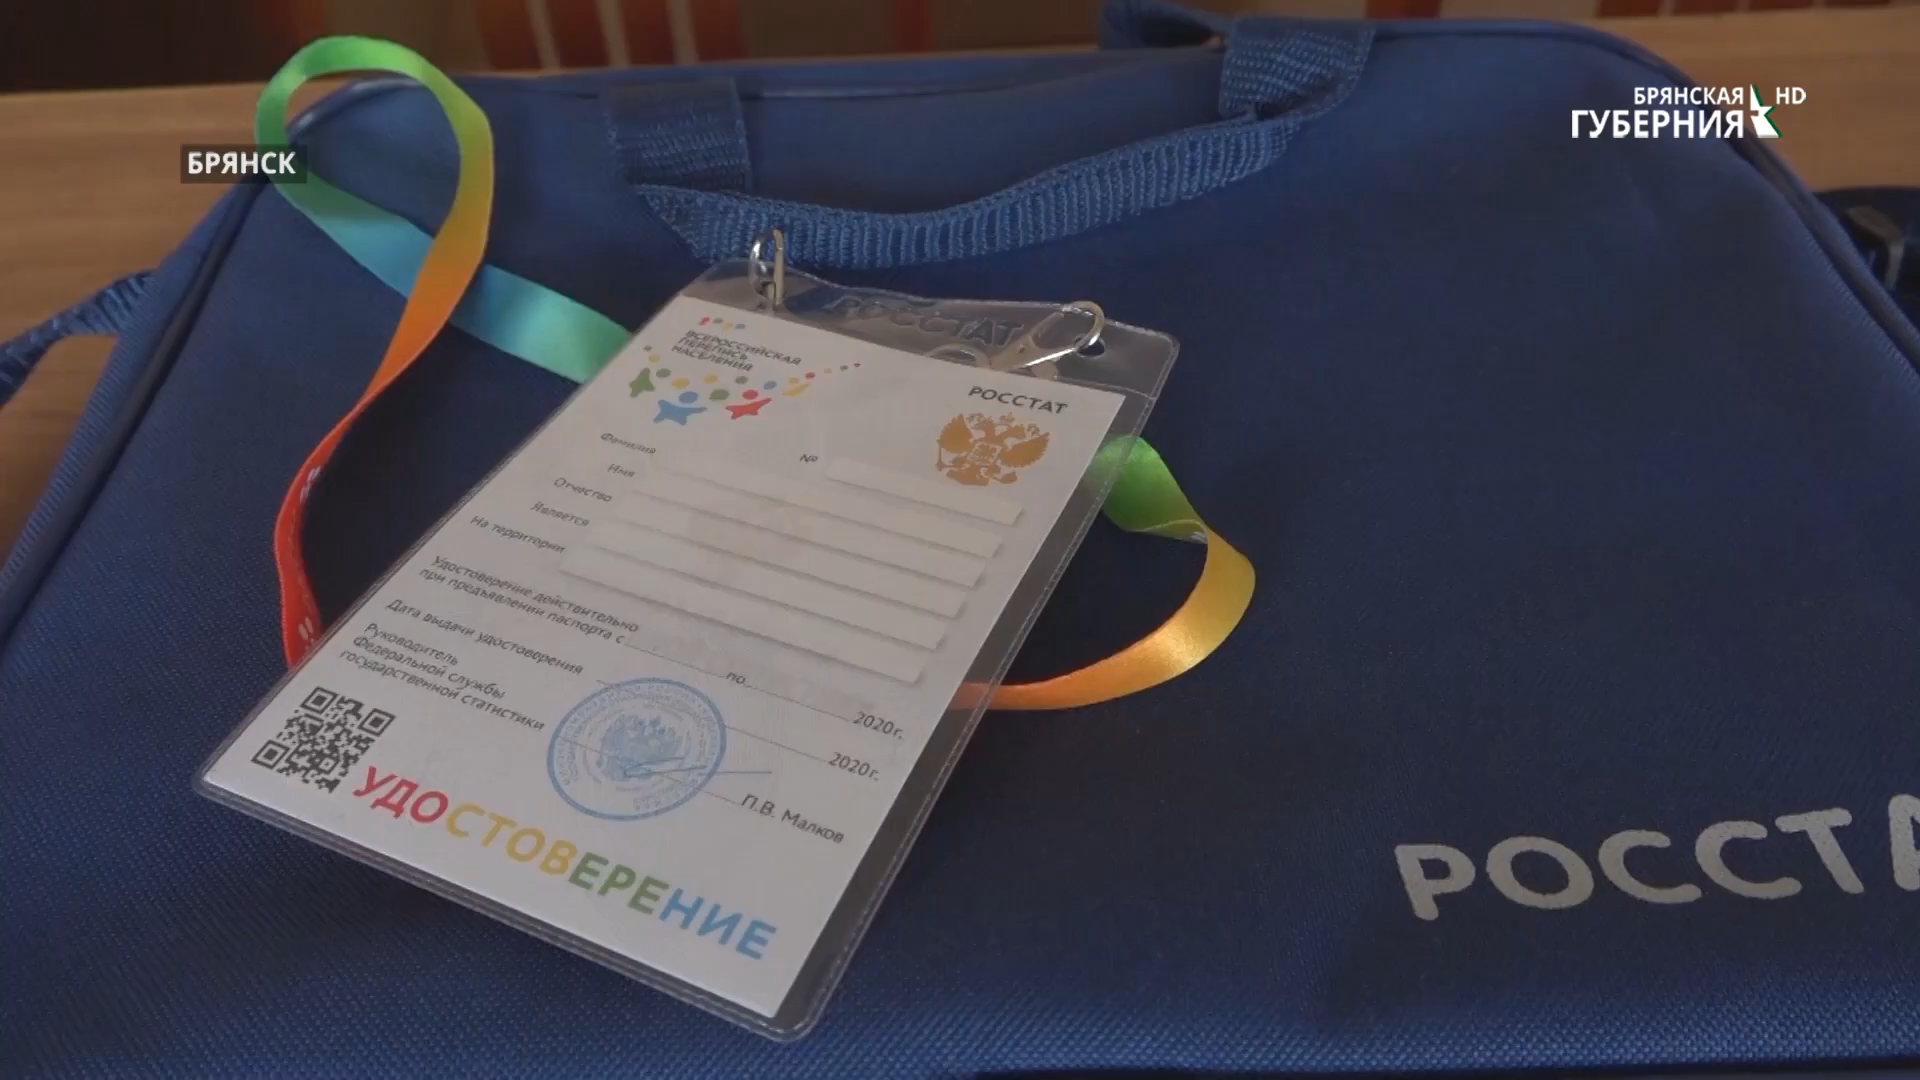 БРЯНСКАЯ HD
ГУБЕРНИЯ
БРЯНСК
РОССТАТ
ВСЕРОССИЙСКАЯ
ПЕРЕПИСЬ
НАСЕЛЕНИЯ
РОССТАТ
Фамилия
№
Имя
Отчество
Является
На территории
Удостоверение действительно
при предъявлении паспорта с
по
2020г.
Дата выдачи удостоверения
2020г.
Руководитель
Федеральной службы
государственной статистики
П.В. Малков
УДОСТОВЕРЕНИЕ
РОССТА